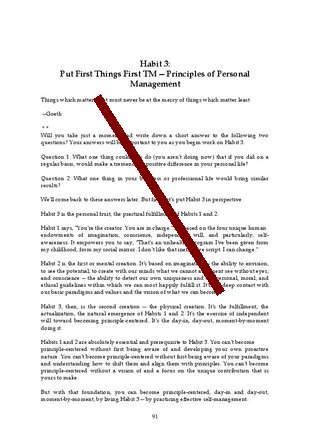 Habit 3:
Put First Things First TM -- Principles of Personal
Management
Things which matter must never be at the mercy of things which matter least.
--Goeth
* *
Will you take just a moment and write down a short answer to the following two
questions? Your answers will be important to you as you begin work on Habit 3.
Question 1: What one thing could do (you aren't doing now) that if you did on a
regular basis, would make a tremendous positive difference in your personal life?
Question 2: What one thing in your or professional life would bring similar
results?
We'll come back to these answers later. But put Habit 3 in perspective
Habit 3 is the personal fruit, the practical fulfillment of Habits 1 and 2.
Habit 1 says, "You're the creator. You are in charge." based on the four unique human
endowments of imagination, conscience, independent will, and particularly, self-
awareness. It empowers you to say, "That's an unhealthy program I've been given from
my childhood, from my social mirror. I don't like that script. I can change."
Habit 2 is the first or mental creation. It's based on imagination the ability to envision,
to see the potential, to create with our minds what we cannot at present see with our eyes;
and conscience -- the ability to detect our own uniqueness and personal, moral, and
ethical guidelines within which we can most happily fulfill it. It's deep contact with
our basic paradigms and values and the vision of what we can become.
Habit 3, then, is the second creation -- the physical creation. It's the fulfillment, the
actualization, the natural emergence of Habits 1 and 2. It's the exercise of independent
will toward becoming principle-centered. It's the day-in, day-out, moment-by-moment
doing it.
Habits 1 and 2 are absolutely essential and prerequisite to Habit 3. You can't become
principle-centered without first being aware of and developing your own proactive
nature. You can't become principle-centered without first being aware of your paradigms
and understanding how to shift them and align them with principles. You can't become
principle-centered without a vision of and a focus on the unique contribution that is
yours to make.
But with that foundation, you can become principle-centered, day-in and day-out,
moment-by-moment, by living Habit 3 -- by practicing effective self-management.
91